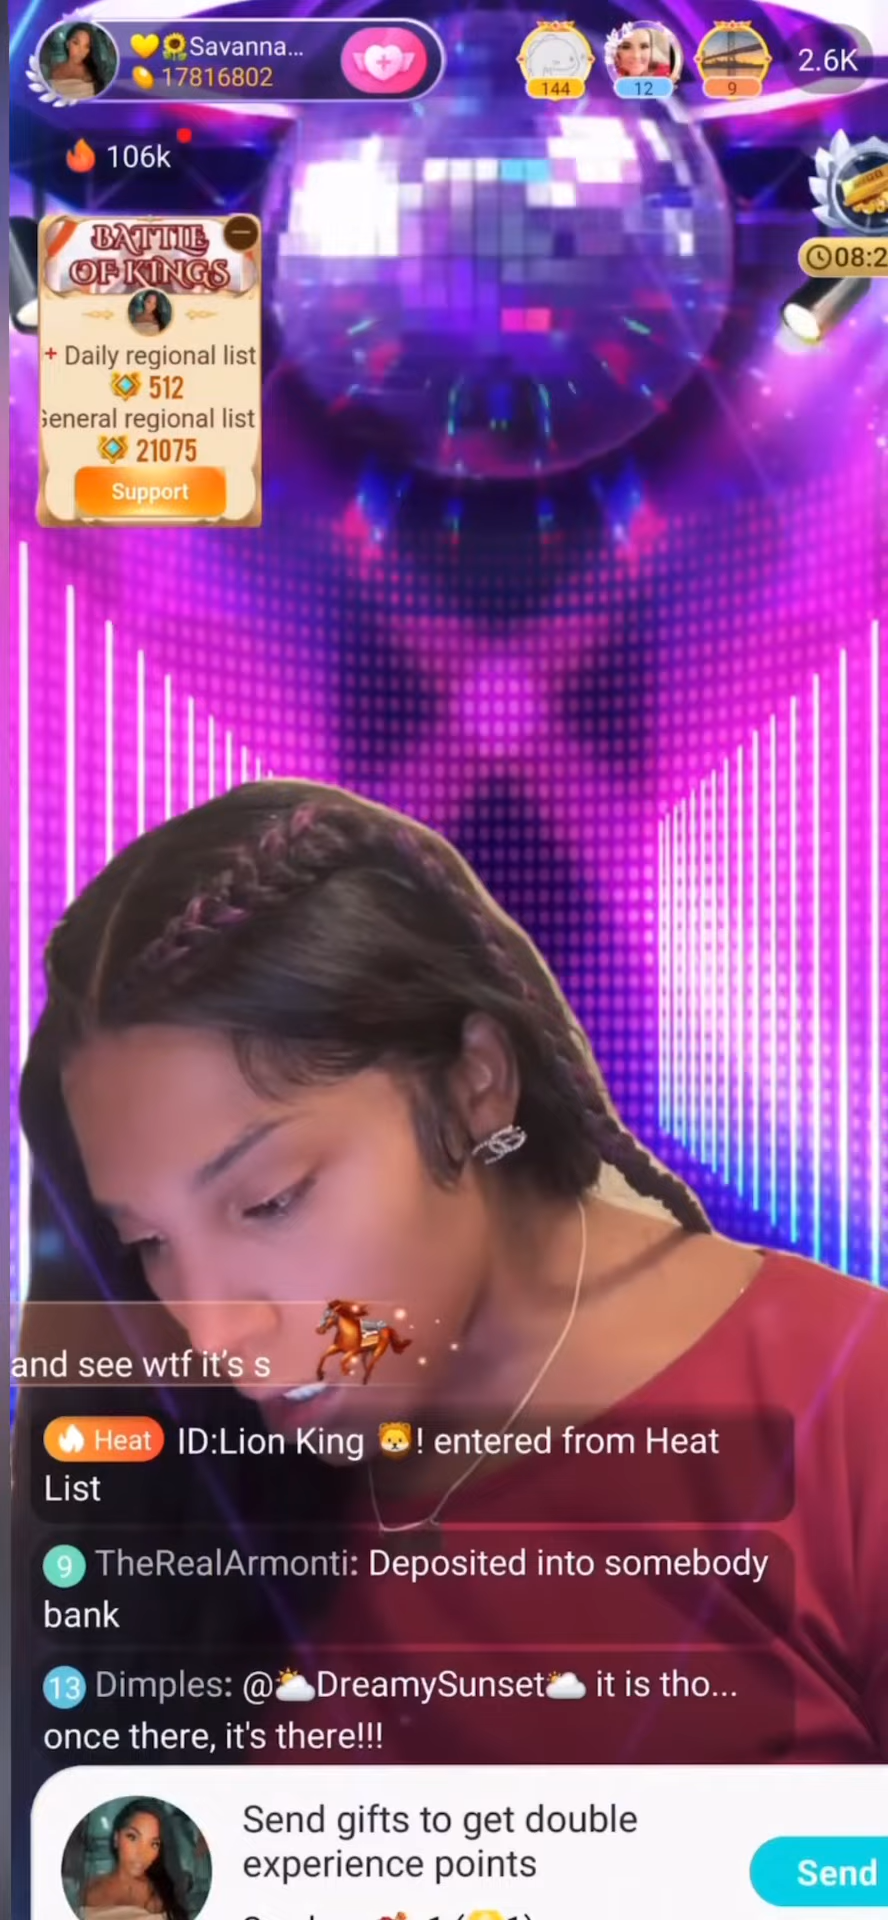 💛🌻Savanna...
17816802
144
12
9
2.6K
106k
08:2
BATTLE
OF KINGS
+ Daily regional list
512
General regional list
21075
Support
and see wtf it's s
Heat ID:Lion King 🦁! entered from Heat
List
9 TheRealArmonti: Deposited into somebody
bank
13 Dimples: @🌥️DreamySunset🌥️ it is tho...
once there, it's there!!!
Send gifts to get double
experience points
Send